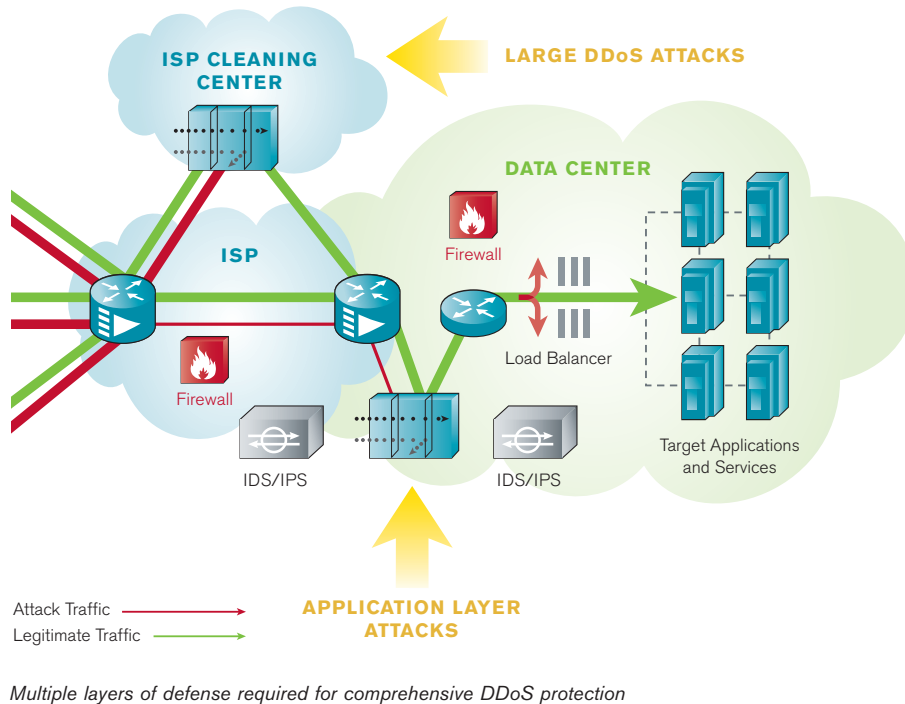 ISP CLEANING
CENTER
LARGE DDoS ATTACKS
DATA CENTER
ISP
Firewall
Firewall
Load Balancer
IDS/IPS
IDS/IPS
Target Applications
and Services
APPLICATION LAYER
ATTACKS
Attack Traffic
Legitimate Traffic
Multiple layers of defense required for comprehensive DDoS protection